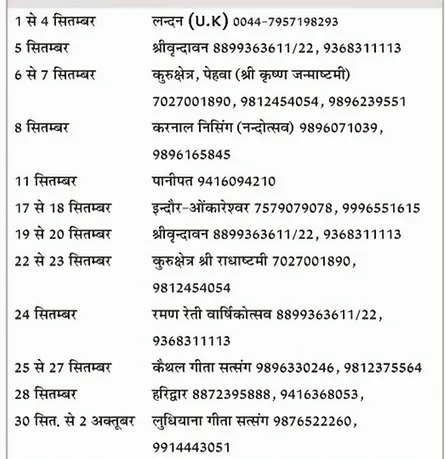 1 से 4 सितम्बर लन्दन (U.K) 0044-7957198293
5 सितम्बर श्रीवृन्दावन 8899363611/22, 9368311113
6 से 7 सितम्बर कुरुक्षेत्र, पेहवा (श्री कृष्ण जन्माष्टमी)
7027001890, 9812454054, 9896239551
8 सितम्बर करनाल निसिंग (नन्दोत्सव) 9896071039,
9896165845
11 सितम्बर पानीपत 9416094210
17 से 18 सितम्बर इन्दौर-ओंकारेश्वर 7579079078, 9996551615
19 से 20 सितम्बर श्रीवृन्दावन 8899363611/22, 9368311113
22 से 23 सितम्बर कुरुक्षेत्र श्री राधाष्टमी 7027001890,
9812454054
24 सितम्बर रमण रेती वार्षिकोत्सव 8899363611/22,
9368311113
25 से 27 सितम्बर कैथल गीता सत्संग 9896330246, 9812375564
28 सितम्बर हरिद्वार 8872395888, 9416368053,
30 सित. से 2 अक्तूबर लुधियाना गीता सत्संग 9876522260,
9914443051